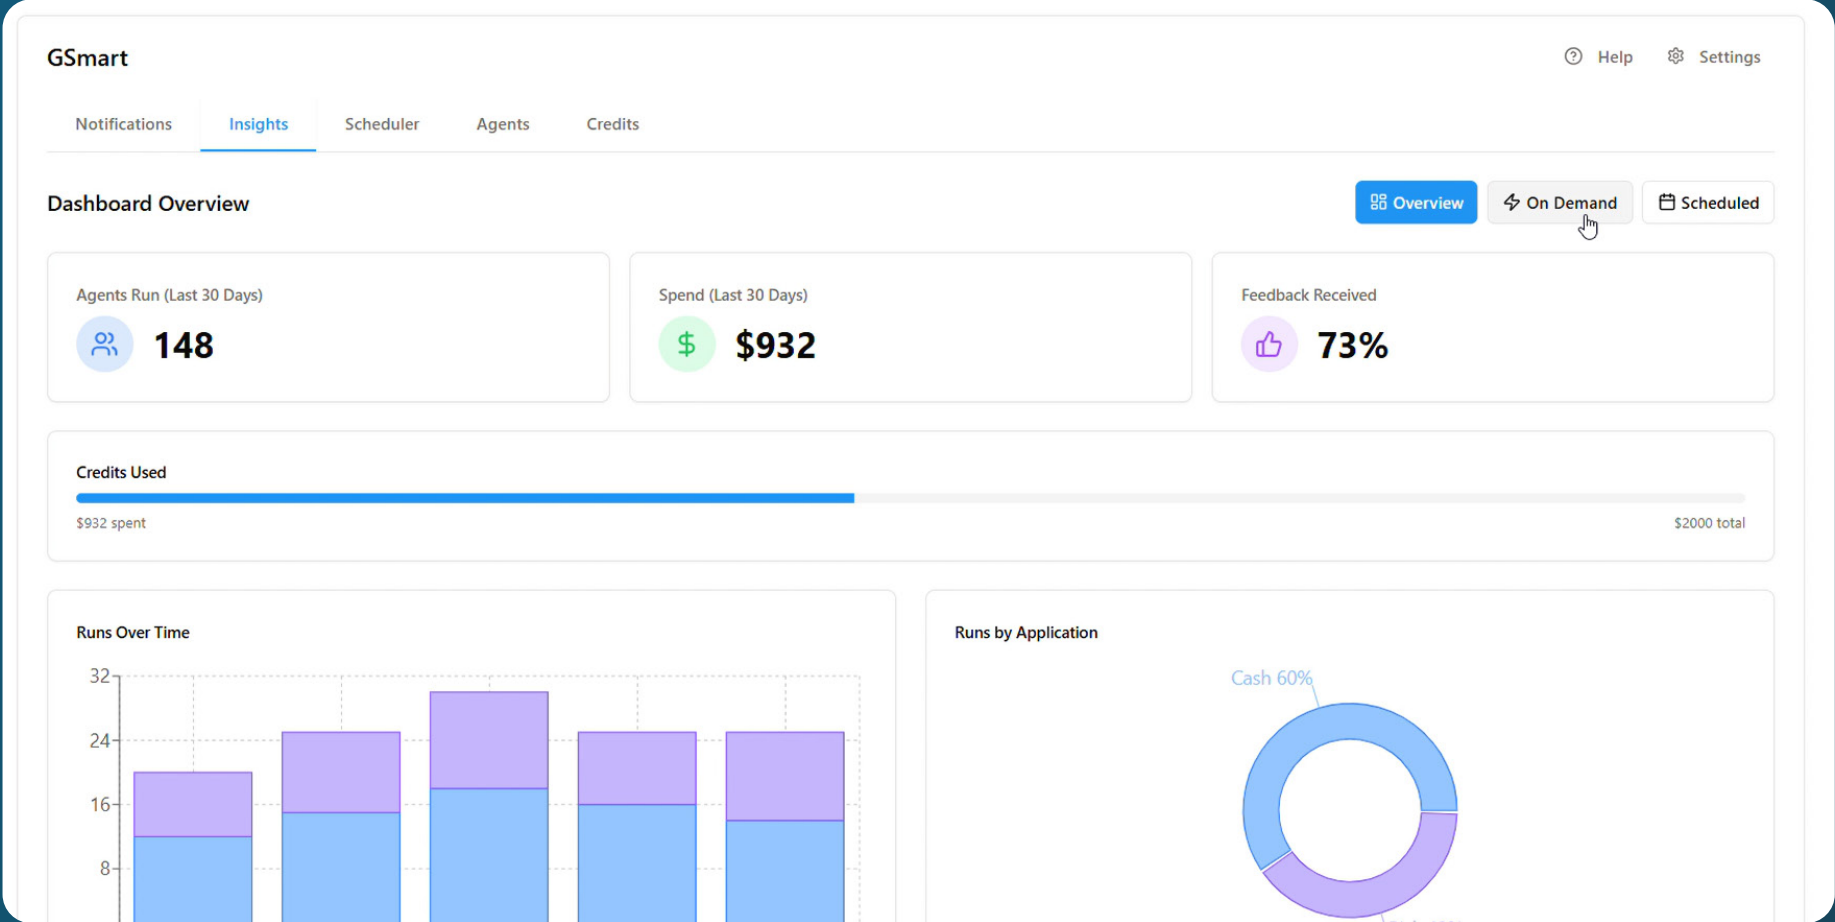 GSmart
Help
Settings
Notifications
Insights
Scheduler
Agents
Credits
Dashboard Overview
Overview
On Demand
Scheduled
Agents Run (Last 30 Days)
148
Spend (Last 30 Days)
$932
Feedback Received
73%
Credits Used
$932 spent
$2000 total
Runs Over Time
32
24
16
8
Runs by Application
Cash 60%